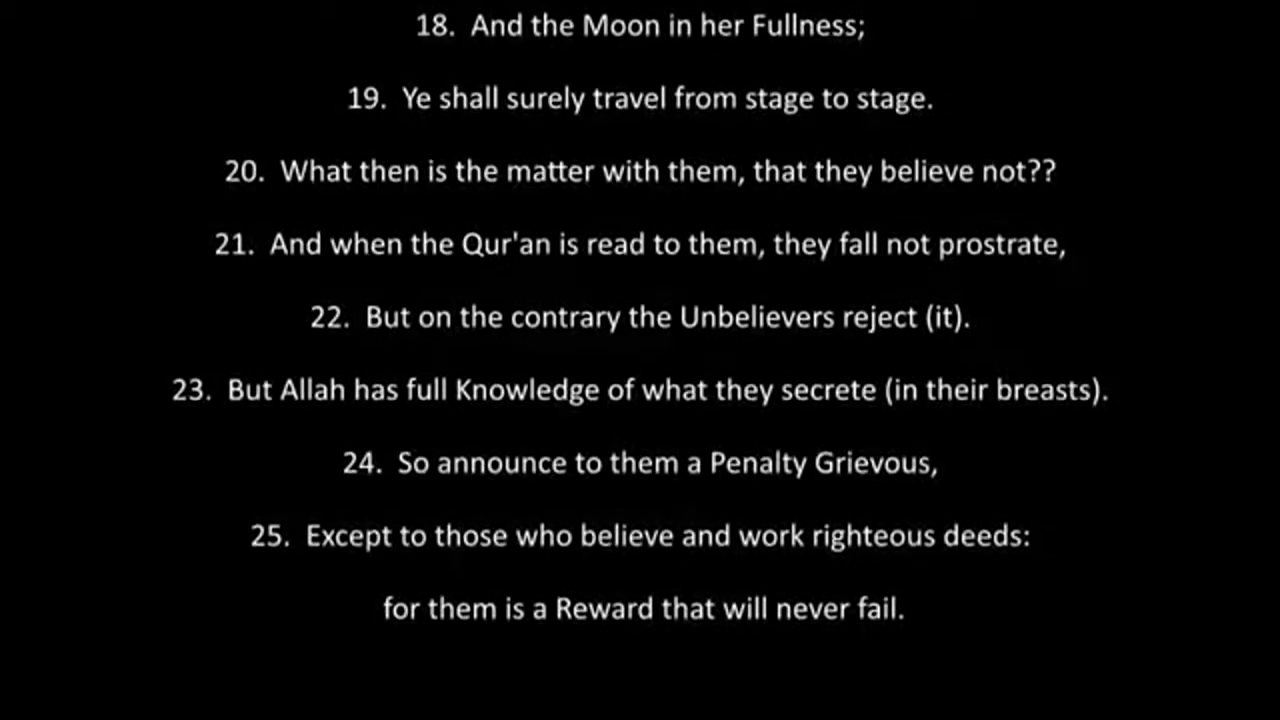 18.  And the Moon in her Fullness;
19.  Ye shall surely travel from stage to stage.
20.  What then is the matter with them, that they believe not??
21.  And when the Qur'an is read to them, they fall not prostrate,
22.  But on the contrary the Unbelievers reject (it).
23.  But Allah has full Knowledge of what they secrete (in their breasts).
24.  So announce to them a Penalty Grievous,
25.  Except to those who believe and work righteous deeds:
for them is a Reward that will never fail.